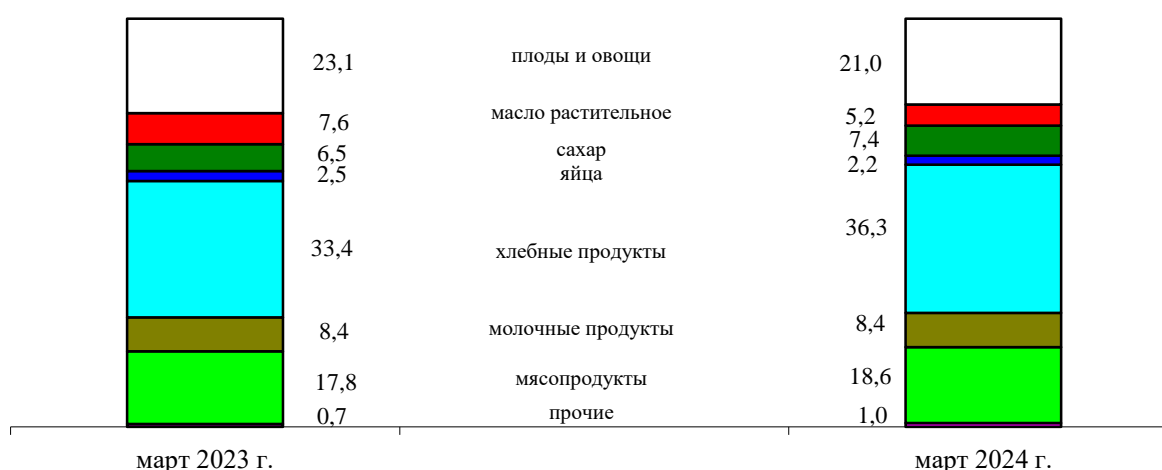 23,1 плоды и овощи 21,0
7,6 масло растительное 5,2
6,5 сахар 7,4
2,5 яйца 2,2
33,4 хлебные продукты 36,3
8,4 молочные продукты 8,4
17,8 мясопродукты 18,6
0,7 прочие 1,0
март 2023 г. март 2024 г.